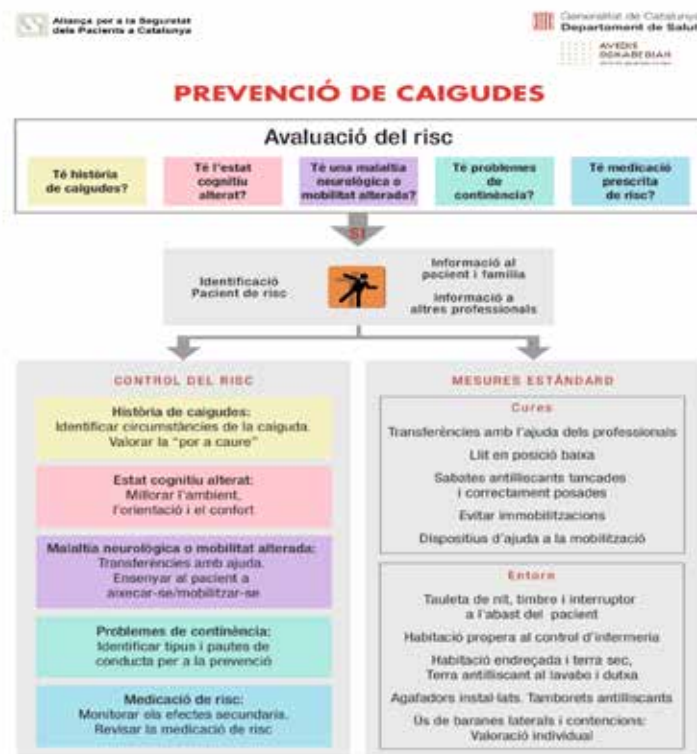 Aliança per a la Seguretat
dels Pacients a Catalunya
Generalitat de Catalunya
Departament de Salut
AVEDIS
DONABEDIAN
PREVENCIÓ DE CAIGUDES
Avaluació del risc
Té història
de caigudes?
Té l'estat
cognitiu
alterat?
Té una malaltia
neurològica o
mobilitat alterada?
Té problemes
de
continència?
Té medicació
prescrita
de risc?
SI
Identificació
Pacient de risc
Informació al
pacient i família
Informació a
altres professionals
CONTROL DEL RISC
Història de caigudes:
Identificar circumstàncies de la caiguda.
Valorar la "por a caure"
Estat cognitiu alterat:
Millorar l'ambient,
l'orientació i el confort
Malaltia neurològica o mobilitat alterada:
Transferències amb ajuda.
Ensenyar al pacient a
aixecar-se/mobilitzar-se
Problemes de continència:
Identificar tipus i pautes de
conducta per a la prevenció
Medicació de risc:
Monitorar els efectes secundaris.
Revisar la medicació de risc
MESURES ESTÀNDARD
Cures
Transferències amb l'ajuda dels professionals
Llit en posició baixa
Sabates antilliscants tancades
i correctament posades
Evitar immobilitzacions
Dispositius d'ajuda a la mobilització
Entorn
Tauleta de nit, timbre i interruptor
a l'abast del pacient
Habitació propera al control d'infermeria
Habitació endreçada i terra sec,
Terra antilliscant al lavabo i dutxa
Agafadors instal·lats. Tamborets antilliscants
Ús de baranes laterals i contencions:
Valoració individual